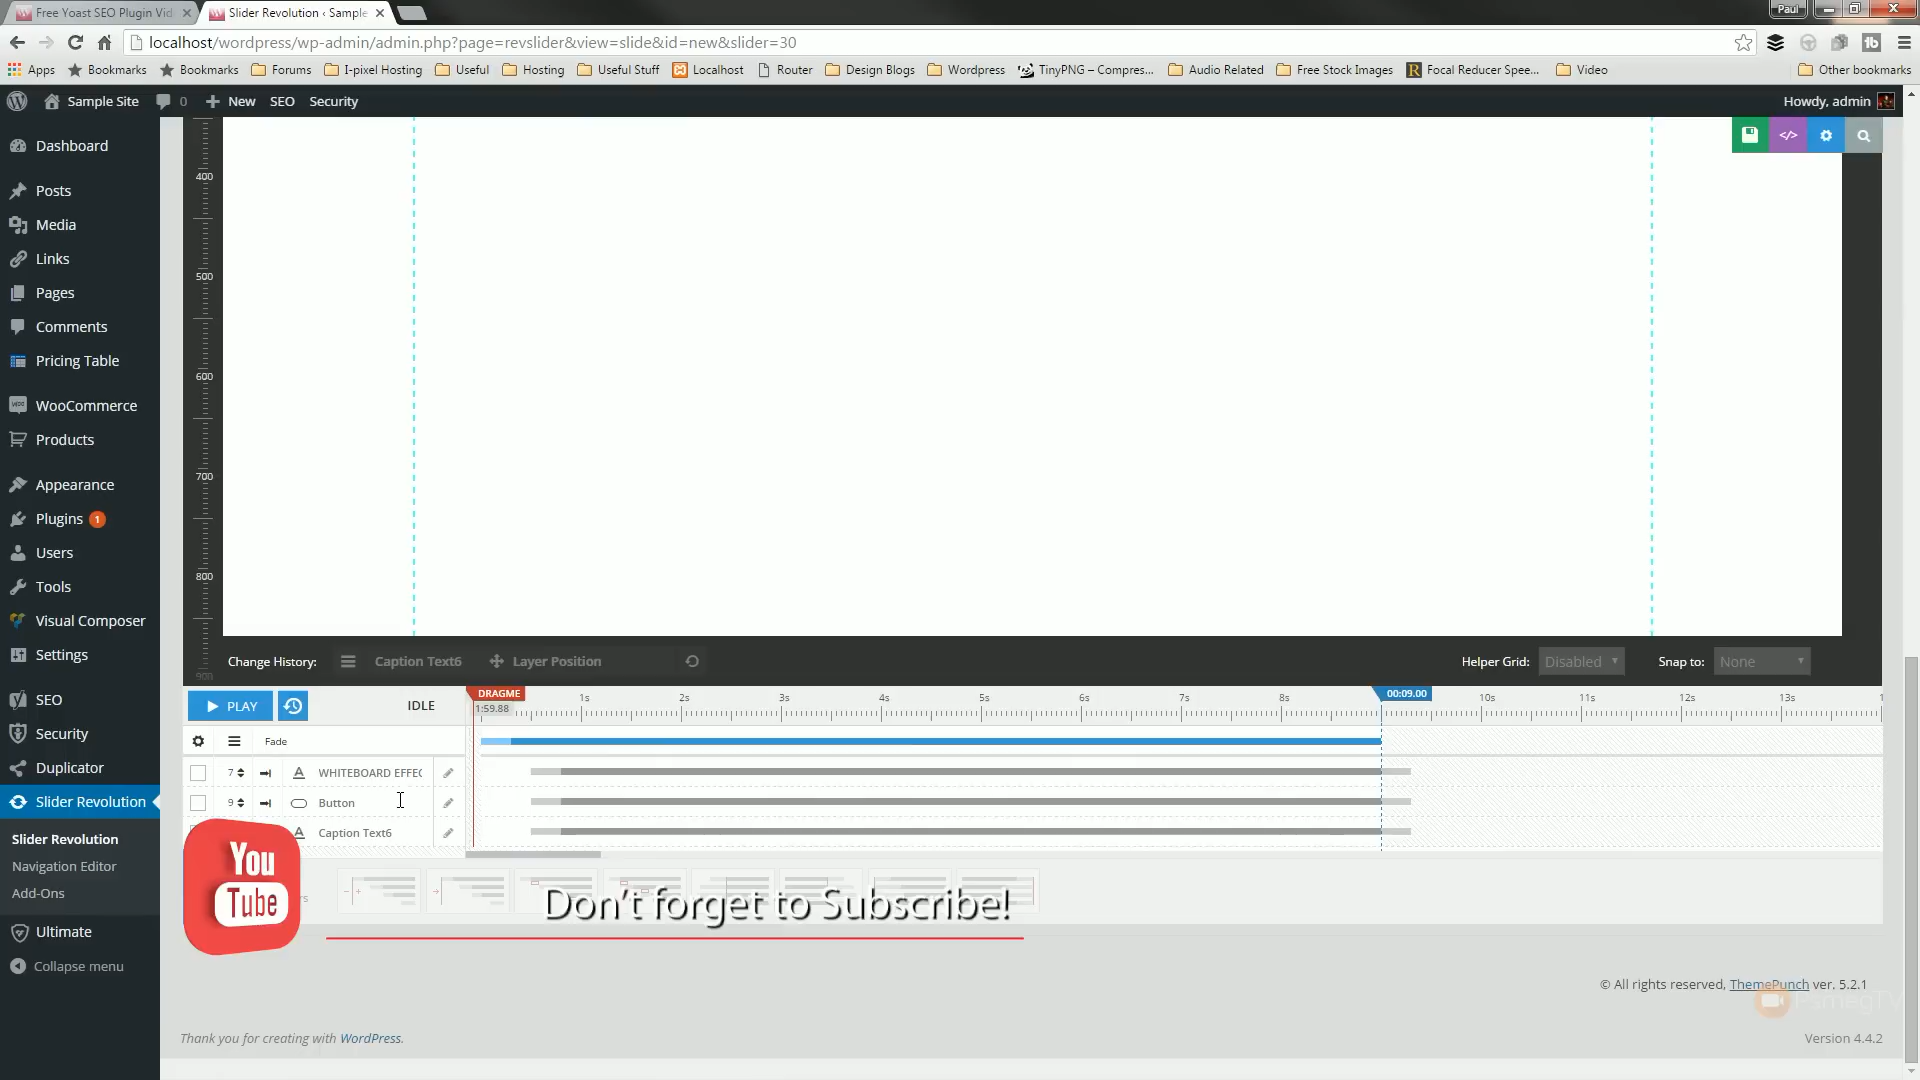 Free Yoast SEO Plugin Vid
Slider Revolution ‹ Sample
Paul
localhost/wordpress/wp-admin/admin.php?page=revslider&view=slide&id=new&slider=30
Apps
Bookmarks
Bookmarks
Forums
I-pixel Hosting
Useful
Hosting
Useful Stuff
Localhost
Router
Design Blogs
Wordpress
TinyPNG – Compres...
Audio Related
Free Stock Images
Focal Reducer Spee...
Video
Other bookmarks
Sample Site
0
New
SEO
Security
Howdy, admin
Dashboard
Posts
Media
Links
Pages
Comments
Pricing Table
WooCommerce
Products
Appearance
Plugins 1
Users
Tools
Visual Composer
Settings
SEO
Security
Duplicator
Slider Revolution
Slider Revolution
Navigation Editor
Add-Ons
Ultimate
Collapse menu
400
500
600
700
800
900
Change History:
Caption Text6
Layer Position
Helper Grid:
Disabled
Snap to:
None
PLAY
IDLE
DRAGME
1:59.88
1s
2s
3s
4s
5s
6s
7s
8s
00:09.00
10s
11s
12s
13s
Fade
7
WHITEBOARD EFFEC
9
Button
Caption Text6
You
Tube
Don't forget to Subscribe!
© All rights reserved, ThemePunch ver. 5.2.1
Thank you for creating with WordPress.
Version 4.4.2